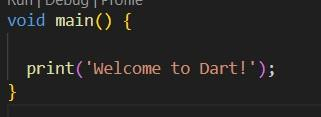 Run | Debug | Profile
void main() {
print('Welcome to Dart!');
}